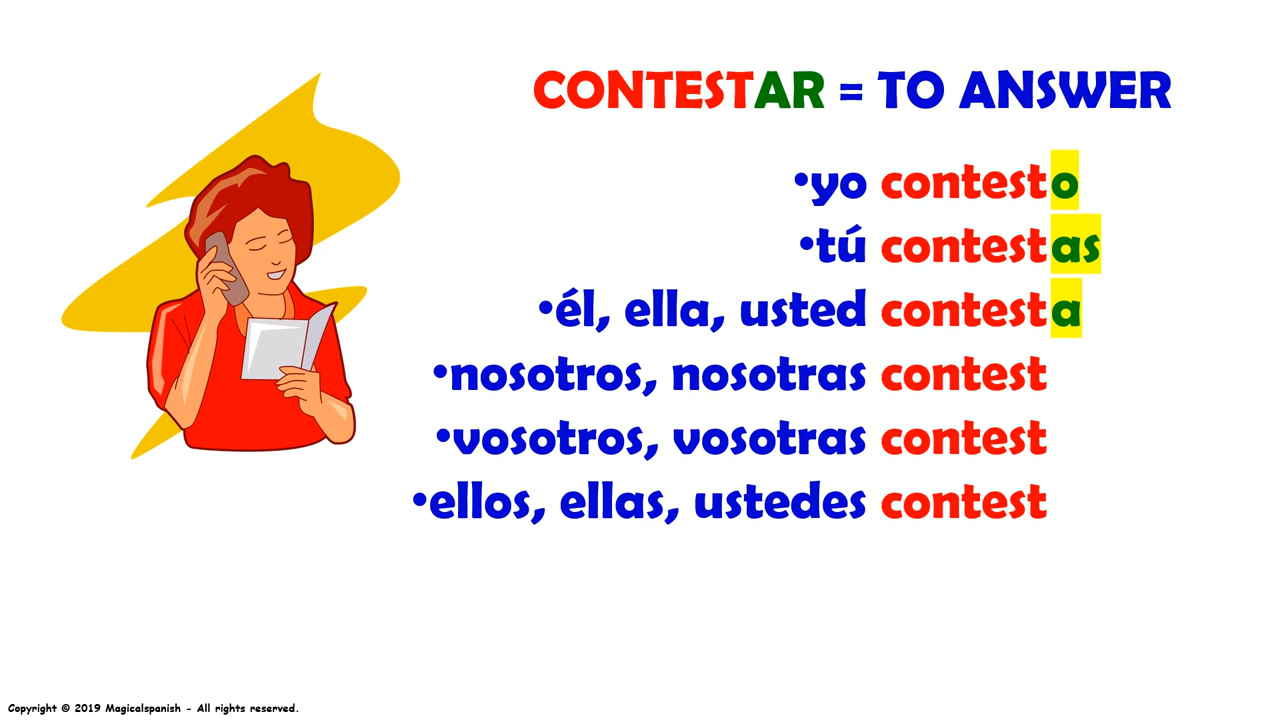 CONTESTAR = TO ANSWER
•yo contesto
•tú contestas
•él, ella, usted contesta
•nosotros, nosotras contest
•vosotros, vosotras contest
•ellos, ellas, ustedes contest
Copyright © 2019 Magicalspanish - All rights reserved.